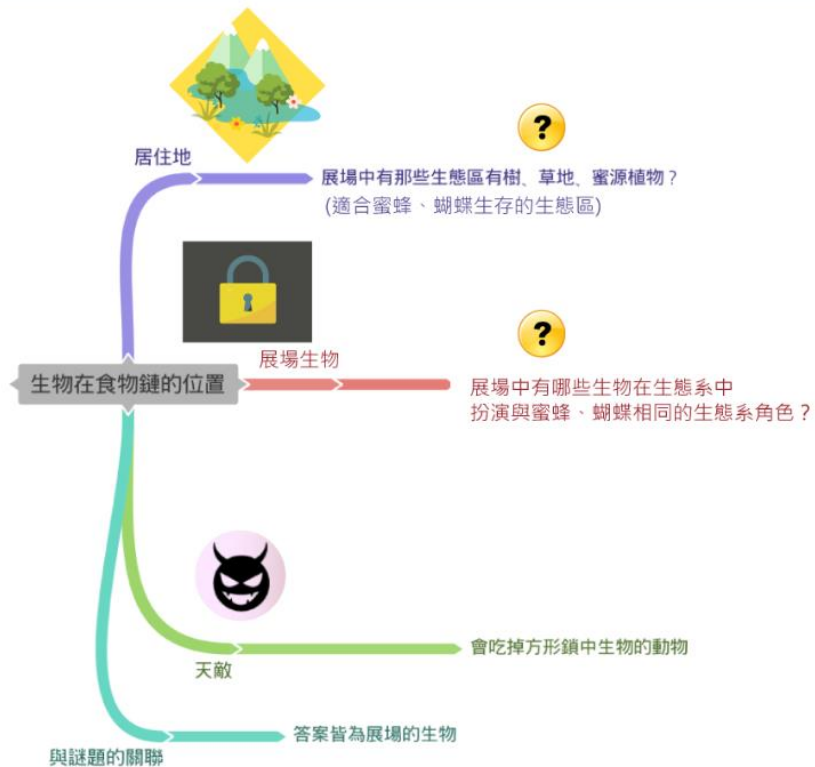 ?
居住地
展場中有那些生態區有樹、草地、蜜源植物？
(適合蜜蜂、蝴蝶生存的生態區)
?
展場生物
生物在食物鏈的位置
展場中有哪些生物在生態系中
扮演與蜜蜂、蝴蝶相同的生態系角色？
會吃掉方形鎖中生物的動物
天敵
答案皆為展場的生物
與謎題的關聯